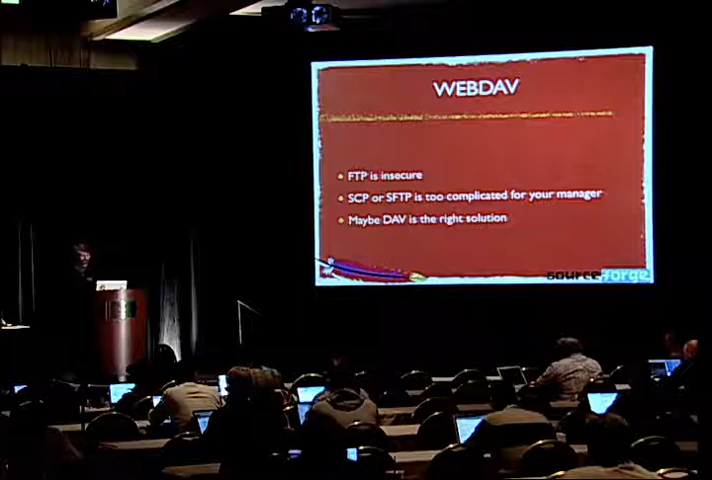 WEBDAV
FTP is insecure
SCP or SFTP is too complicated for your manager
Maybe DAV is the right solution
sourceforge